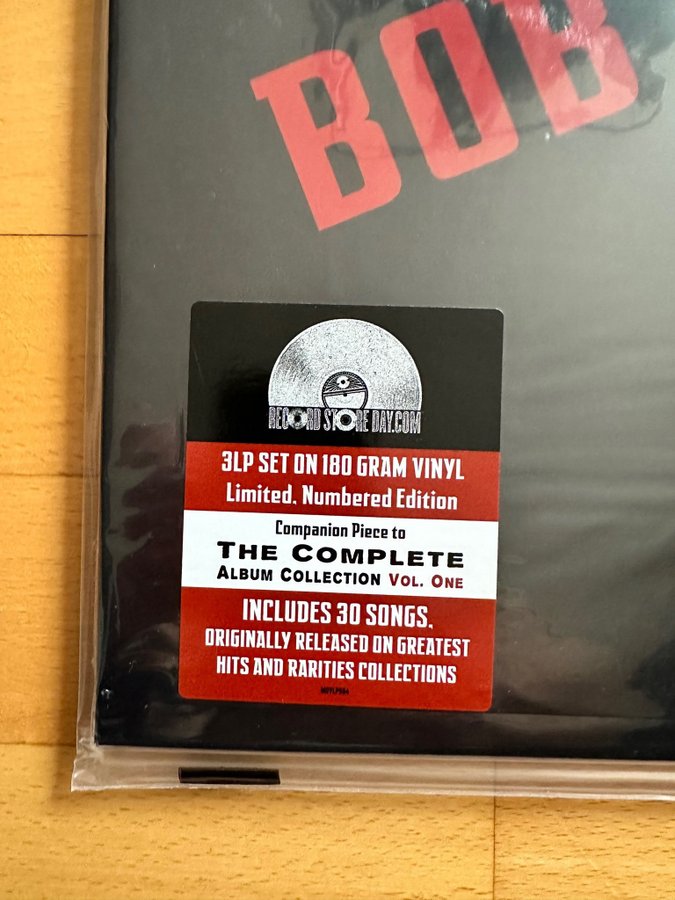 BOB
RECORD STORE DAY.COM
3LP SET ON 180 GRAM VINYL
Limited, Numbered Edition
Companion Piece to
THE COMPLETE
ALBUM COLLECTION VOL. ONE
INCLUDES 30 SONGS,
ORIGINALLY RELEASED ON GREATEST
HITS AND RARITIES COLLECTIONS